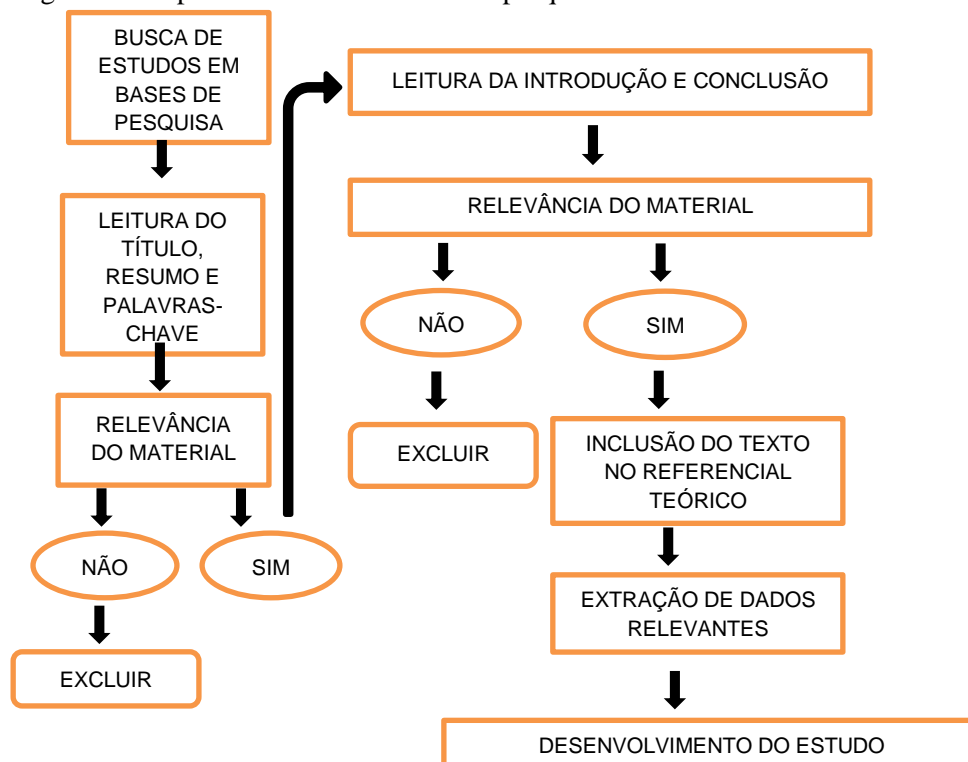 BUSCA DE
ESTUDOS EM
BASES DE
PESQUISA
LEITURA DO
TÍTULO,
RESUMO E
PALAVRAS-
CHAVE
RELEVÂNCIA
DO MATERIAL
NÃO
SIM
EXCLUIR
LEITURA DA INTRODUÇÃO E CONCLUSÃO
RELEVÂNCIA DO MATERIAL
NÃO
SIM
EXCLUIR
INCLUSÃO DO TEXTO
NO REFERENCIAL
TEÓRICO
EXTRAÇÃO DE DADOS
RELEVANTES
DESENVOLVIMENTO DO ESTUDO